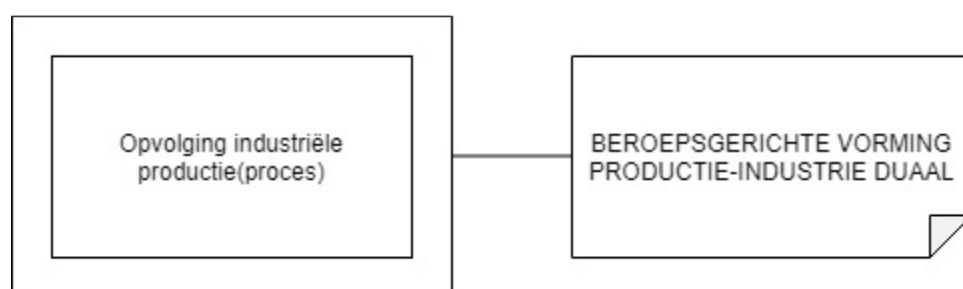 Opvolging industriële
productie(proces)
BEROEPSGERICHTE VORMING
PRODUCTIE-INDUSTRIE DUAAL